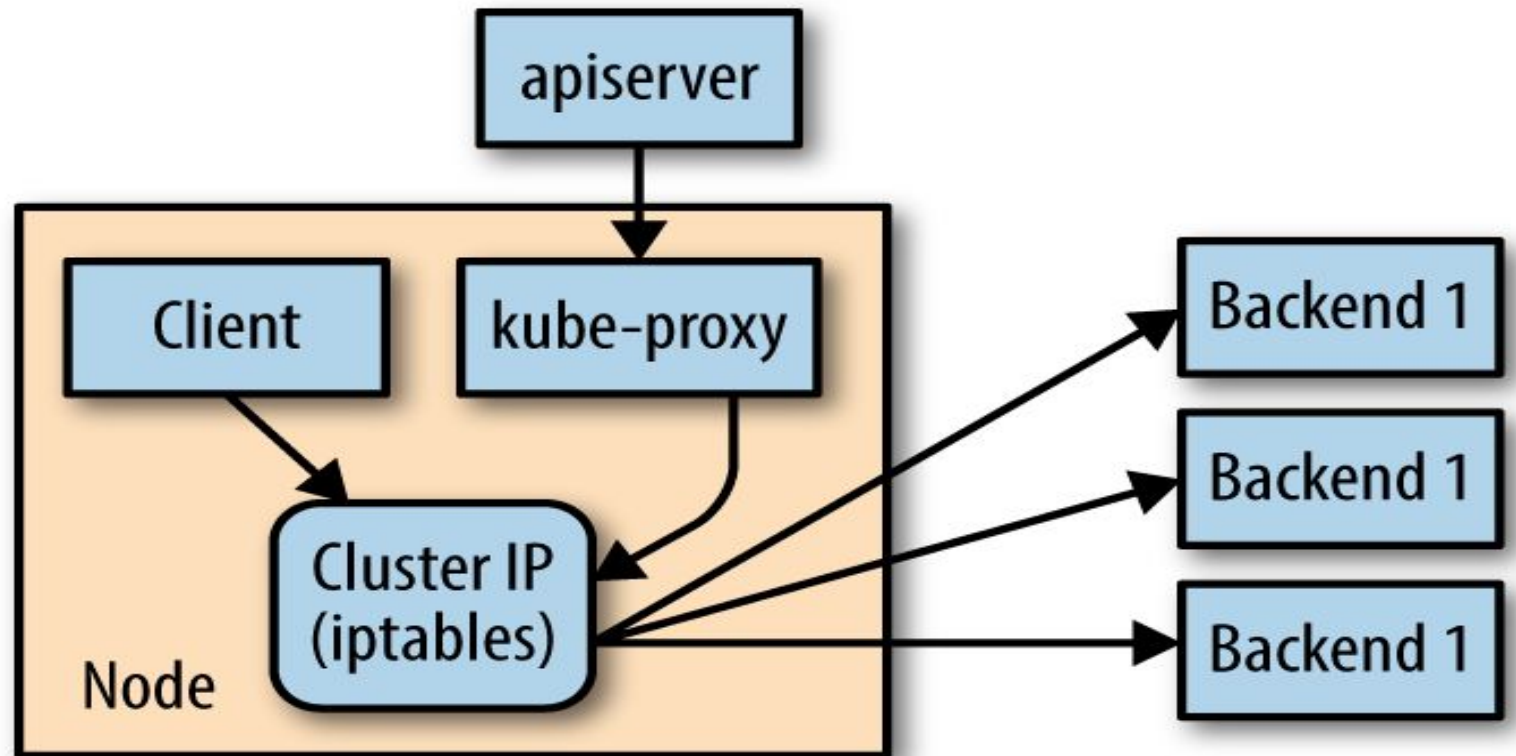 apiserver
Client
kube-proxy
Cluster IP
(iptables)
Node
Backend 1
Backend 1
Backend 1